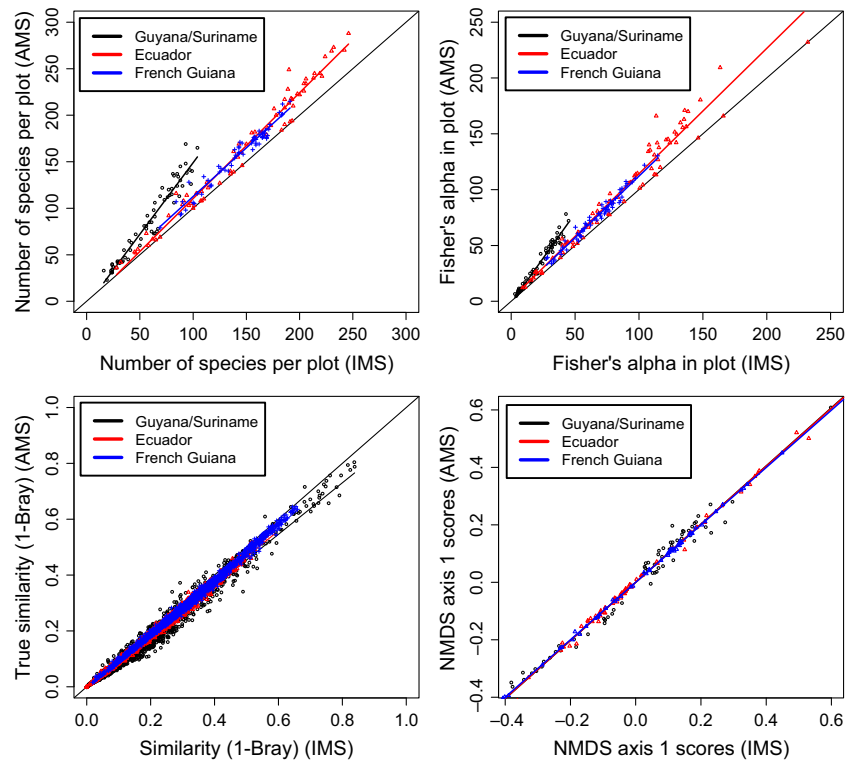 Number of species per plot (AMS)
300
250
200
150
100
50
0
Guyana/Suriname
Ecuador
French Guiana
0 50 100 150 200 250 300
Number of species per plot (IMS)
Fisher's alpha in plot (AMS)
250
200
150
100
50
0
Guyana/Suriname
Ecuador
French Guiana
0 50 100 150 200 250
Fisher's alpha in plot (IMS)
True similarity (1-Bray) (AMS)
1.0
0.8
0.6
0.4
0.2
0.0
Guyana/Suriname
Ecuador
French Guiana
0.0 0.2 0.4 0.6 0.8 1.0
Similarity (1-Bray) (IMS)
NMDS axis 1 scores (AMS)
0.6
0.4
0.2
0.0
−0.2
−0.4
Guyana/Suriname
Ecuador
French Guiana
−0.4 −0.2 0.0 0.2 0.4 0.6
NMDS axis 1 scores (IMS)